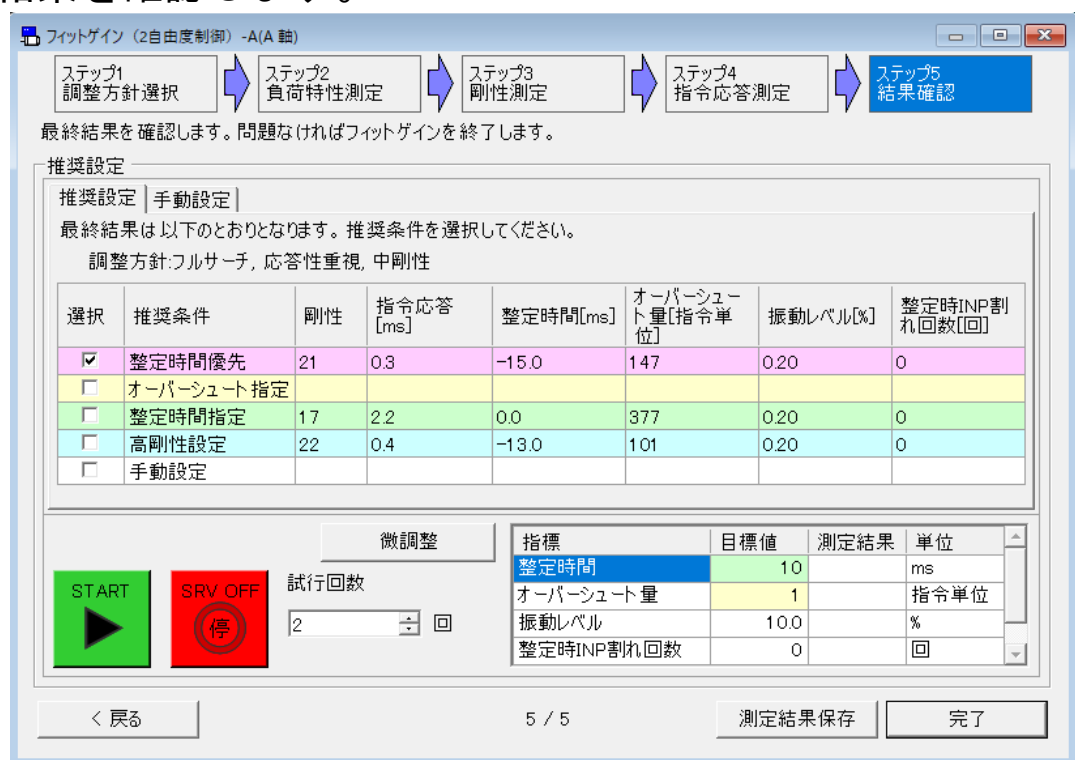 結果を確認します。
フィットゲイン（2自由度制御）-A(A 軸)
ステップ1
調整方針選択
ステップ2
負荷特性測定
ステップ3
剛性測定
ステップ4
指令応答測定
ステップ5
結果確認
最終結果を確認します。問題なければフィットゲインを終了します。
推奨設定
推奨設定 手動設定
最終結果は以下のとおりとなります。推奨条件を選択してください。
調整方針:フルサーチ, 応答性重視, 中剛性
選択 推奨条件 剛性 指令応答[ms] 整定時間[ms] オーバーシュート量[指令単位] 振動レベル[%] 整定時INP割れ回数[回]
整定時間優先 21 0.3 -15.0 147 0.20 0
オーバーシュート指定
整定時間指定 17 2.2 0.0 377 0.20 0
高剛性設定 22 0.4 -13.0 101 0.20 0
手動設定
微調整
START
SRV OFF
停
試行回数
2 回
指標 目標値 測定結果 単位
整定時間 10 ms
オーバーシュート量 1 指令単位
振動レベル 10.0 %
整定時INP割れ回数 0 回
< 戻る
5 / 5
測定結果保存
完了